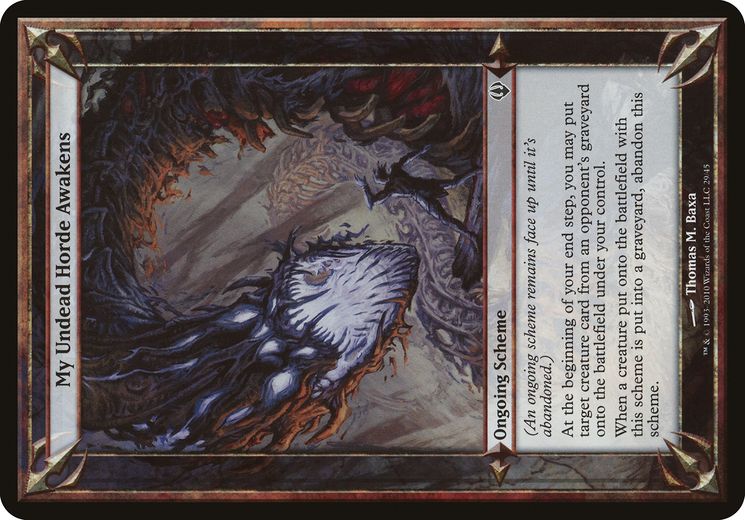 My Undead Horde Awakens
Ongoing Scheme
(An ongoing scheme remains face up until it's
abandoned.)
At the beginning of your end step, you may put
target creature card from an opponent's graveyard
onto the battlefield under your control.
When a creature put onto the battlefield with
this scheme is put into a graveyard, abandon this
scheme.
Thomas M. Baxa
™ & © 1993–2010 Wizards of the Coast LLC 29/45